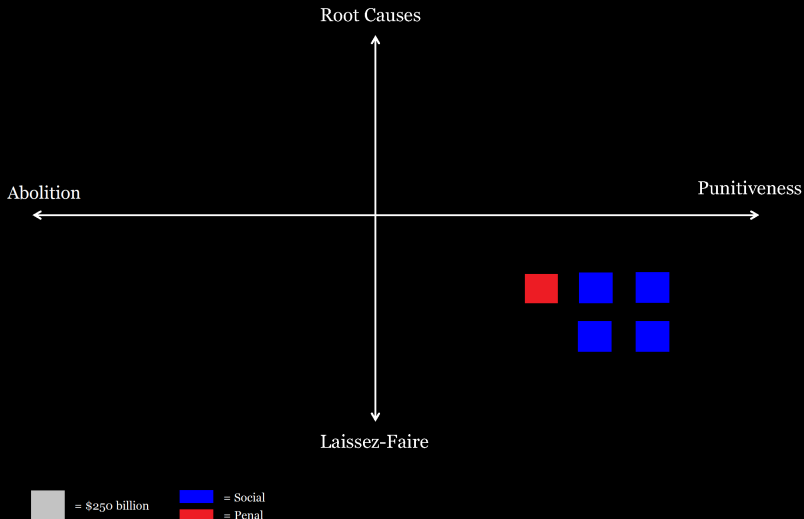 Root Causes
Abolition
Punitiveness
Laissez-Faire
= $250 billion
= Social
= Penal